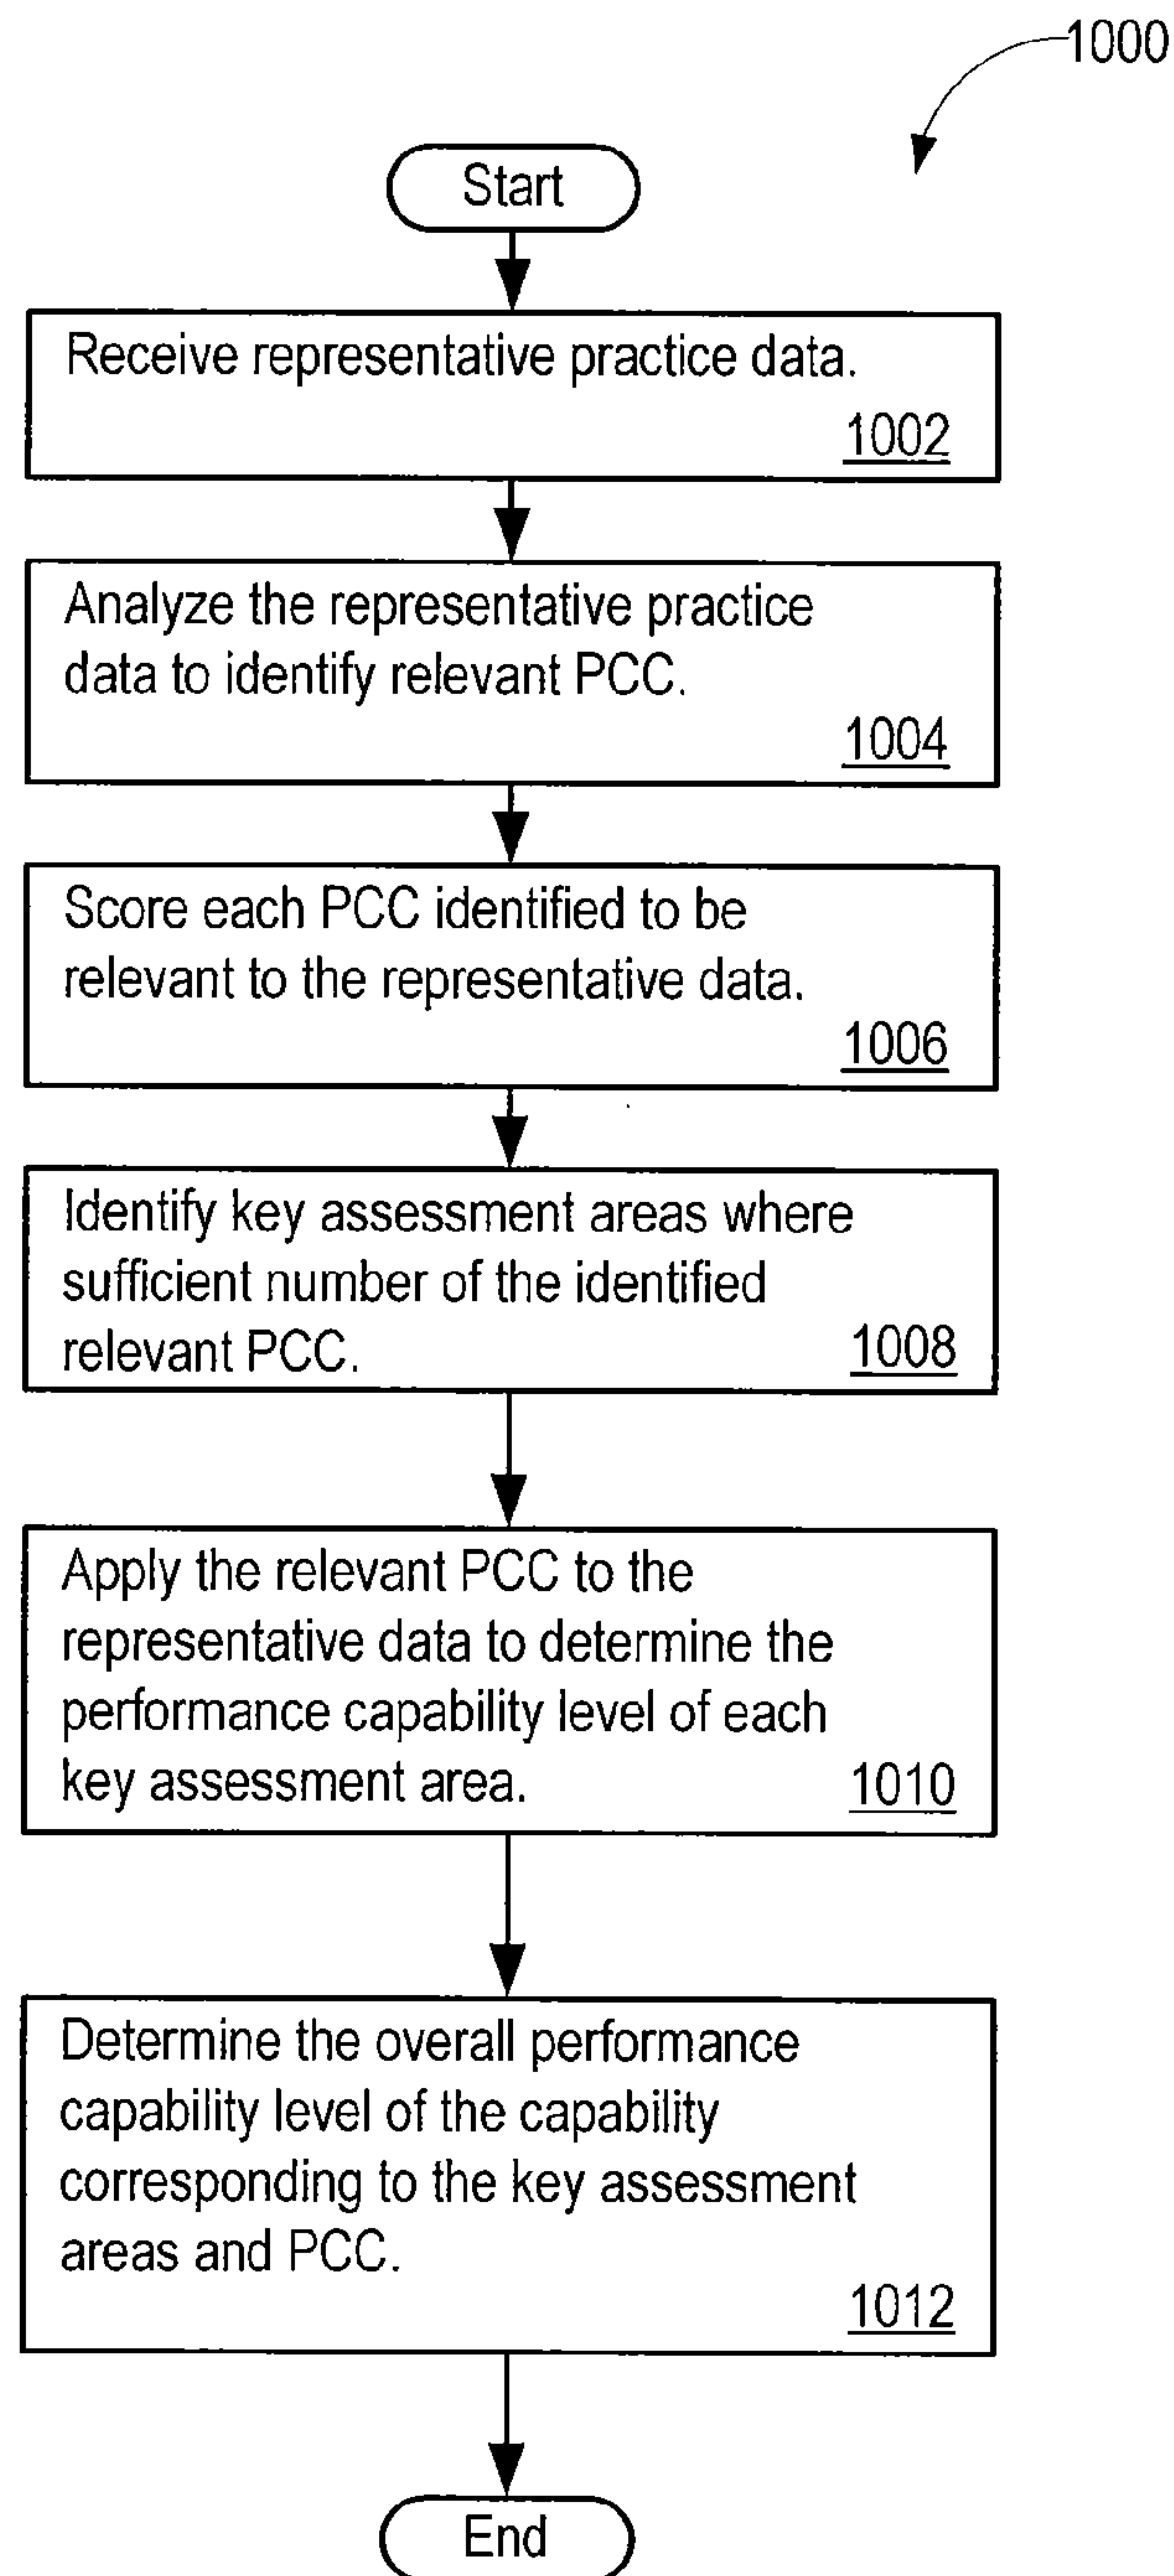 1000
Start
Receive representative practice data.
1002
Analyze the representative practice
data to identify relevant PCC.
1004
Score each PCC identified to be
relevant to the representative data.
1006
Identify key assessment areas where
sufficient number of the identified
relevant PCC.
1008
Apply the relevant PCC to the
representative data to determine the
performance capability level of each
key assessment area.
1010
Determine the overall performance
capability level of the capability
corresponding to the key assessment
areas and PCC.
1012
End